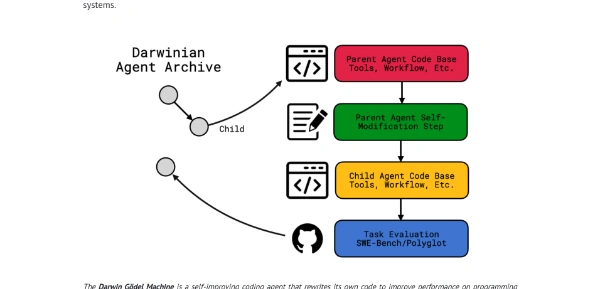 systems.
Darwinian
Agent Archive
Child
</>
Parent Agent Code Base
Tools, Workflow, Etc.
Parent Agent Self-
Modification Step
</>
Child Agent Code Base
Tools, Workflow, Etc.
Task Evaluation
SWE-Bench/Polyglot
The Darwin Gödel Machine is a self-improving coding agent that rewrites its own code to improve performance on programming